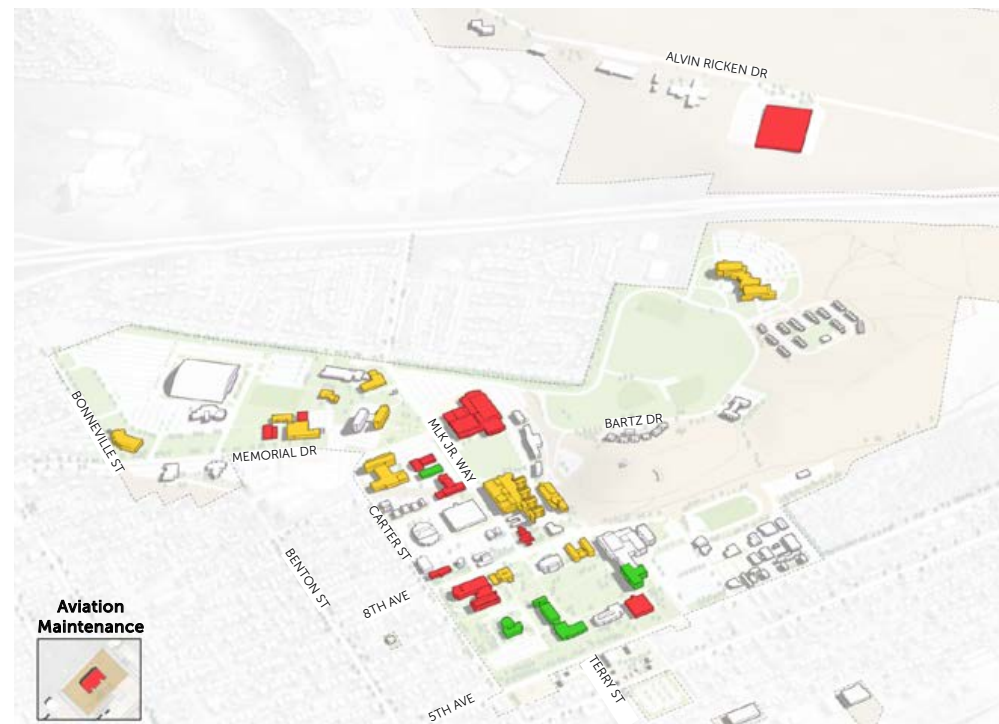 ALVIN RICKEN DR
BONNEVILLE ST
MEMORIAL DR
MLK JR. WAY
BARTZ DR
CARTER ST
BENTON ST
8TH AVE
TERRY ST
5TH AVE
Aviation
Maintenance